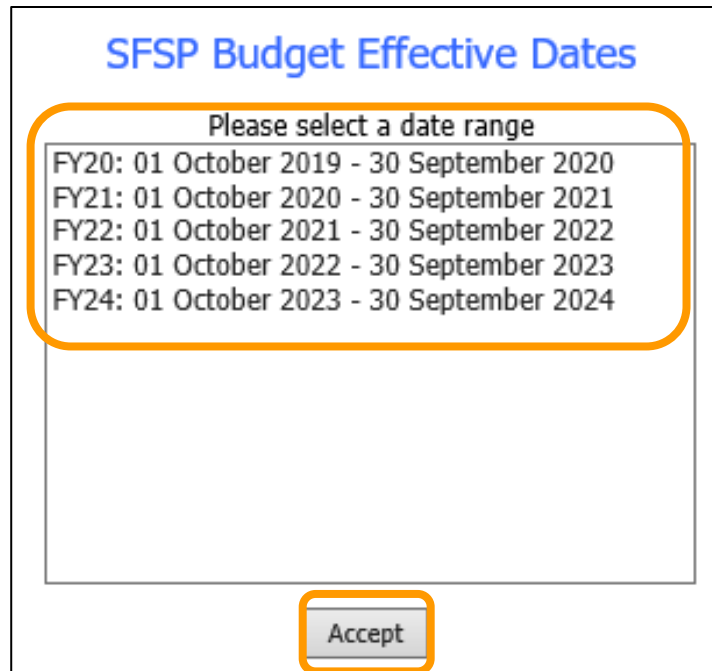 SFSP Budget Effective Dates
Please select a date range
FY20: 01 October 2019 - 30 September 2020
FY21: 01 October 2020 - 30 September 2021
FY22: 01 October 2021 - 30 September 2022
FY23: 01 October 2022 - 30 September 2023
FY24: 01 October 2023 - 30 September 2024
Accept